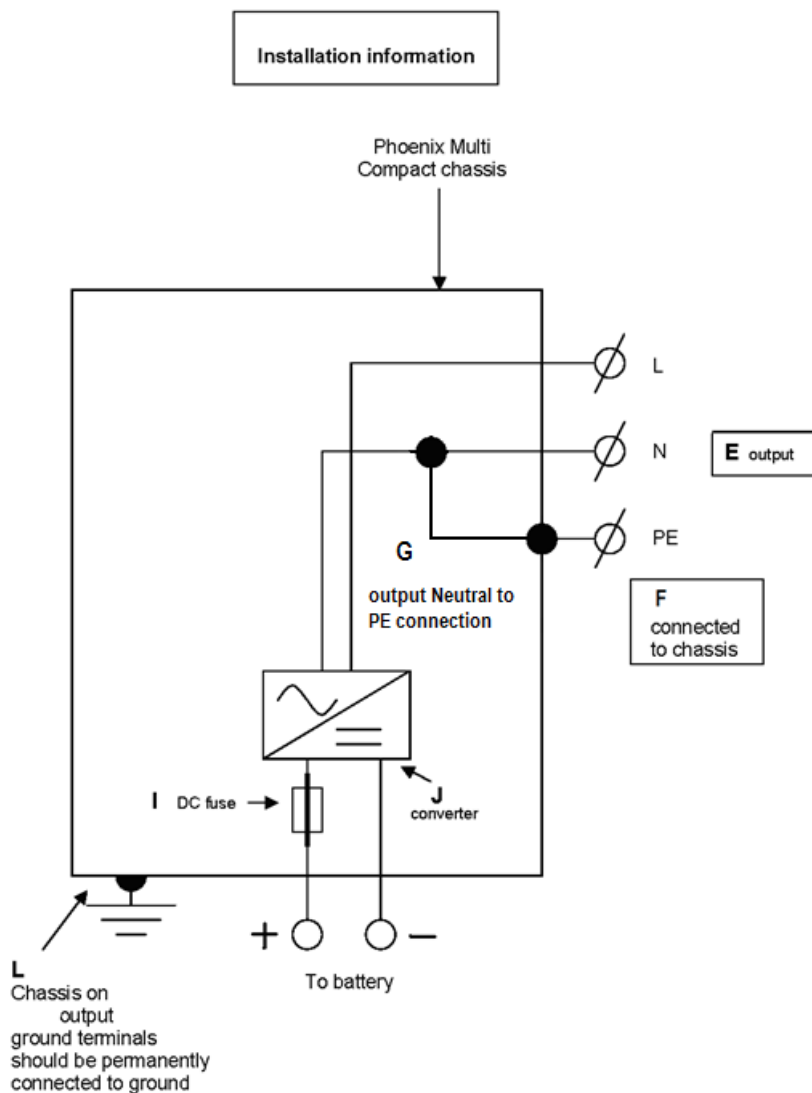 Installation information
Phoenix Multi
Compact chassis
L
N
E output
PE
G
output Neutral to
PE connection
F
connected
to chassis
I DC fuse
J
converter
+
−
To battery
L
Chassis on
output
ground terminals
should be permanently
connected to ground